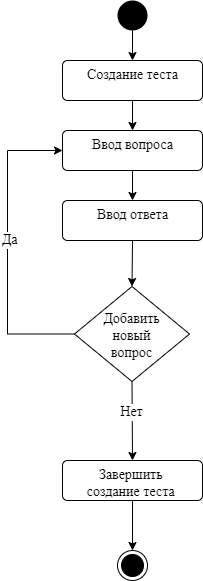 Создание теста
Ввод вопроса
Ввод ответа
Да
Добавить
новый
вопрос
Нет
Завершить
создание теста